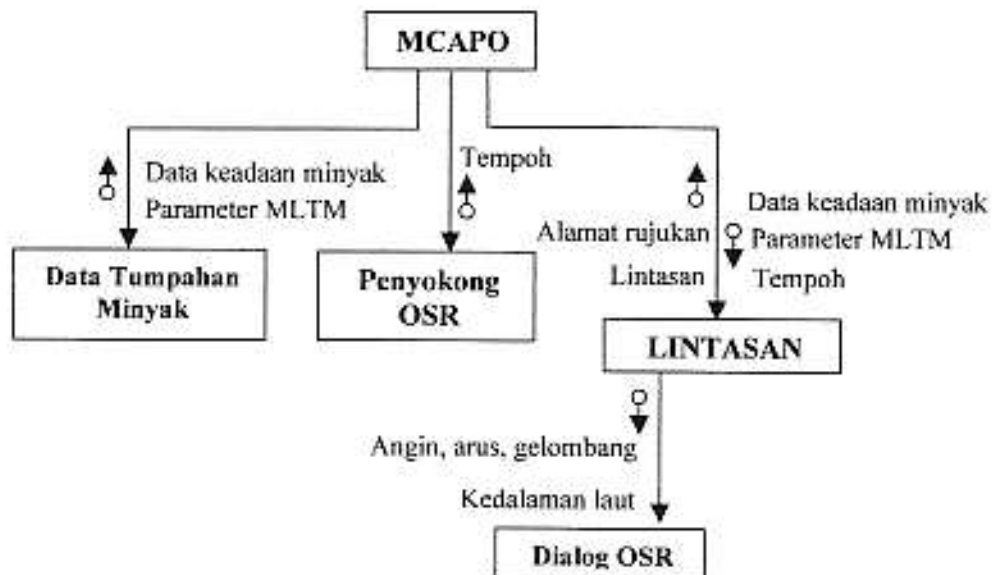 MCAPO
Data keadaan minyak
Parameter MLTM
Tempoh
Alamat rujukan
Lintasan
Data keadaan minyak
Parameter MLTM
Tempoh
Data Tumpahan
Minyak
Penyokong
OSR
LINTASAN
Angin, arus, gelombang
Kedalaman laut
Dialog OSR